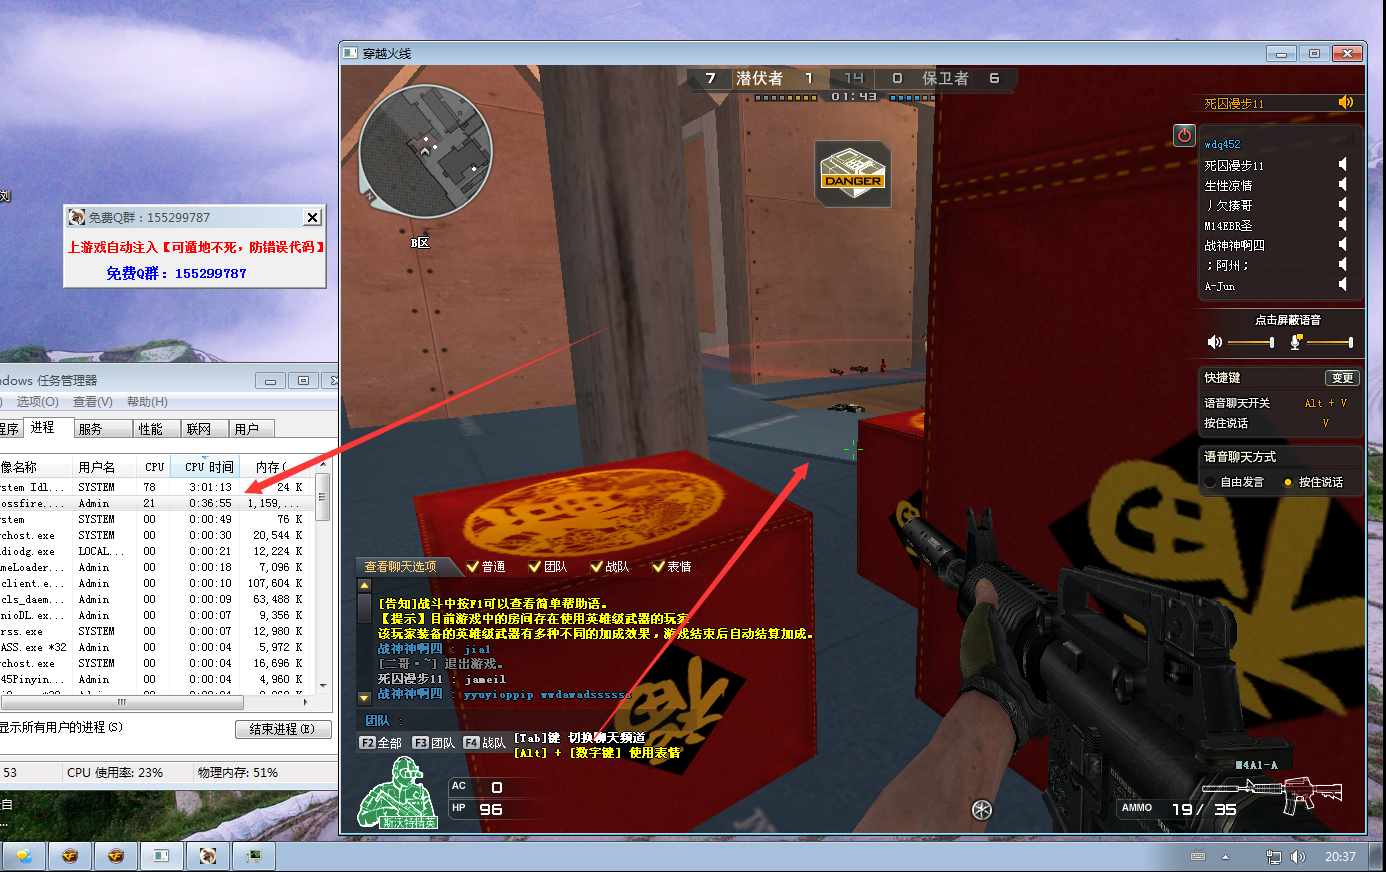 浏
免费Q群：155299787
上游戏自动注入【可遁地不死，防错误代码】
免费Q群：155299787
ndows 任务管理器
选项(O) 查看(V) 帮助(H)
程序 进程 服务 性能 联网 用户
像名称 用户名 CPU CPU 时间 内存(
stem Idl... SYSTEM 78 3:01:13 24 K
ossfire.... Admin 21 0:36:55 1,159,...
stem SYSTEM 00 0:00:49 76 K
chost.exe SYSTEM 00 0:00:30 20,544 K
diodg.exe LOCAL... 00 0:00:21 12,224 K
meLoader... Admin 00 0:00:18 7,096 K
client.e... Admin 00 0:00:10 107,604 K
cls_daem... Admin 00 0:00:09 63,488 K
nioDL.ex... Admin 00 0:00:07 9,356 K
rss.exe SYSTEM 00 0:00:07 12,980 K
ASS.exe *32 Admin 00 0:00:04 5,972 K
chost.exe SYSTEM 00 0:00:04 16,696 K
45Pinyin... Admin 00 0:00:04 4,960 K
显示所有用户的进程(S) 结束进程(E)
53 CPU 使用率: 23% 物理内存: 51%
穿越火线
7 潜伏者 1 14 0 保卫者 6
01:43
N
B区
DANGER
死囚漫步11
wdq452
死囚漫步11
生性凉情
丿欠揍哥
M14EBR圣
战神神啊四
；阿州；
A-Jun
点击屏蔽语音
快捷键 变更
语音聊天开关 Alt + V
按住说话 V
语音聊天方式
自由发言 按住说话
福
查看聊天选项 普通 团队 战队 表情
[告知]战斗中按F1可以查看简单帮助语。
【提示】目前游戏中的房间存在使用英雄级武器的玩家
该玩家装备的英雄级武器有多种不同的加成效果，游戏结束后自动结算加成。
战神神啊四 : jial
[二哥·~] 退出游戏。
死囚漫步11 : jameil
战神神啊四 : yyuyioppip wwdawadssssss
团队 :
F2 全部 F3 团队 F4 战队 [Tab]键 切换聊天频道
[Alt] + [数字键] 使用表情
福
斯沃特精英
AC 0
HP 96
M4A1-A
AMMO 19 / 35
20:37